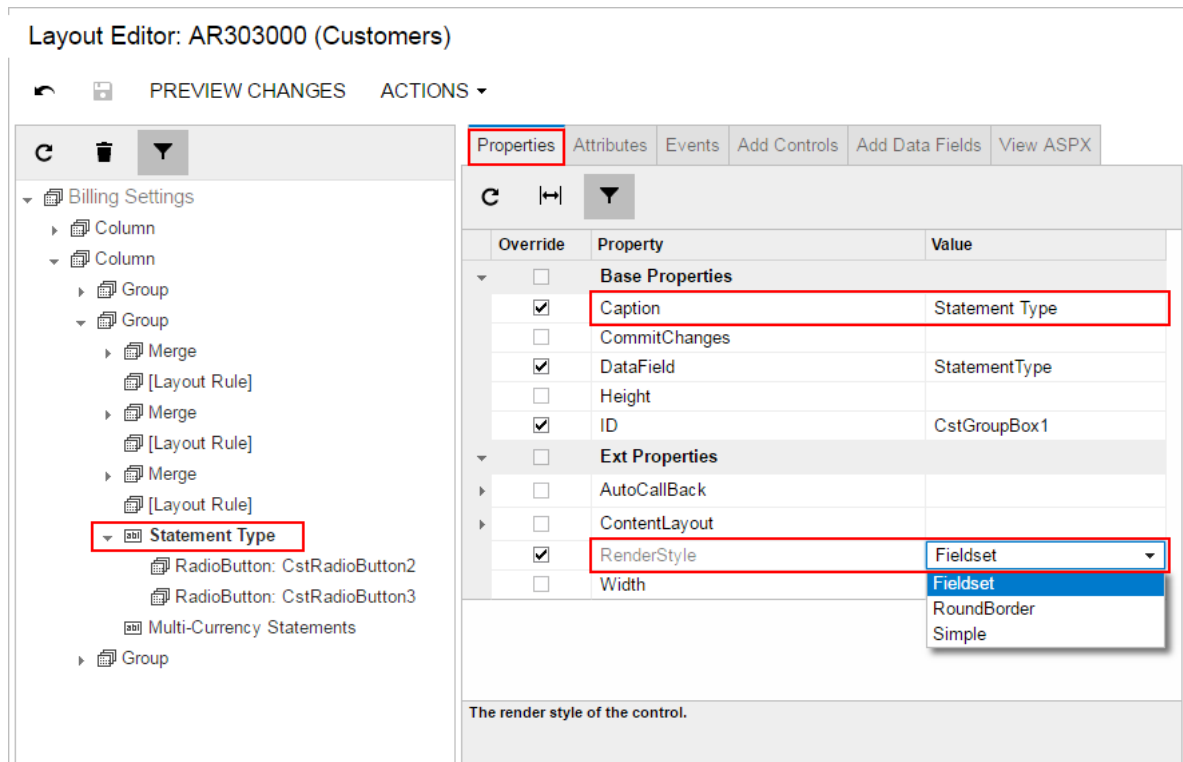 Layout Editor: AR303000 (Customers)
PREVIEW CHANGES ACTIONS
Billing Settings
Column
Column
Group
Group
Merge
[Layout Rule]
Merge
[Layout Rule]
Merge
[Layout Rule]
Statement Type
RadioButton: CstRadioButton2
RadioButton: CstRadioButton3
Multi-Currency Statements
Group
Properties Attributes Events Add Controls Add Data Fields View ASPX
Override Property Value
Base Properties
Caption Statement Type
CommitChanges
DataField StatementType
Height
ID CstGroupBox1
Ext Properties
AutoCallBack
ContentLayout
RenderStyle Fieldset
Width Fieldset
RoundBorder
Simple
The render style of the control.